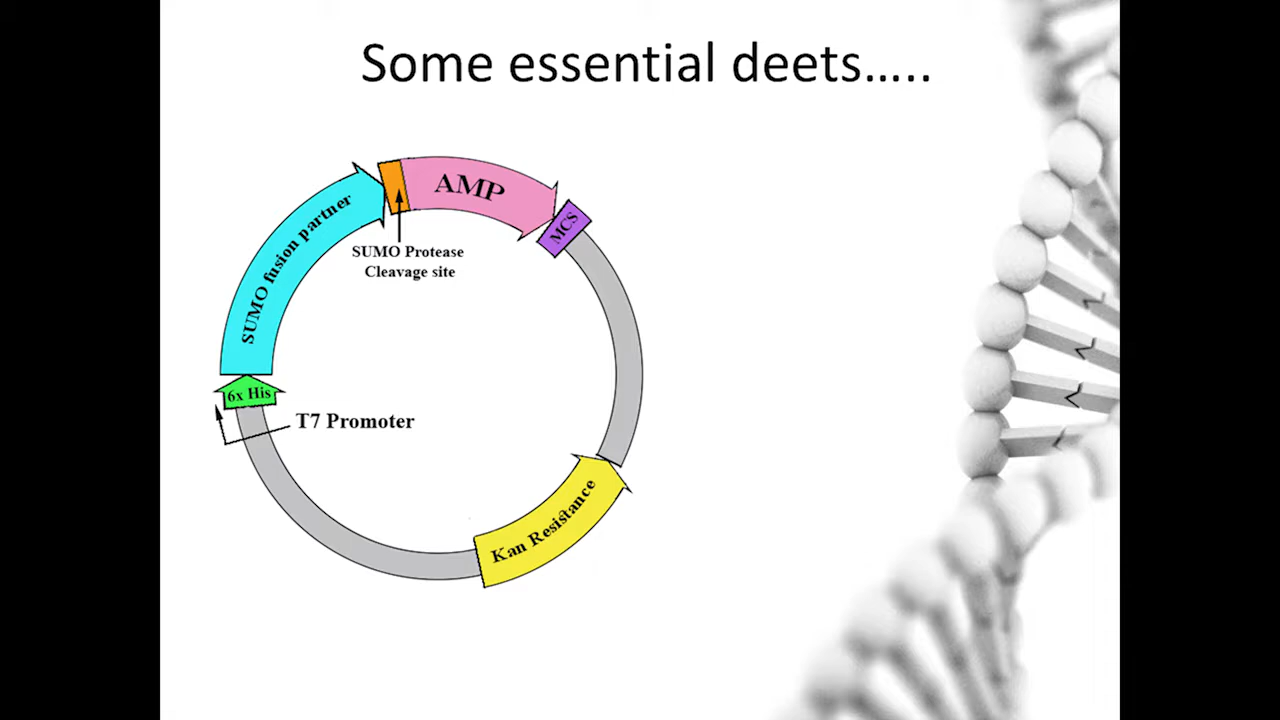 Some essential deets…..
SUMO fusion partner
AMP
MCS
SUMO Protease
Cleavage site
6x His
T7 Promoter
Kan Resistance